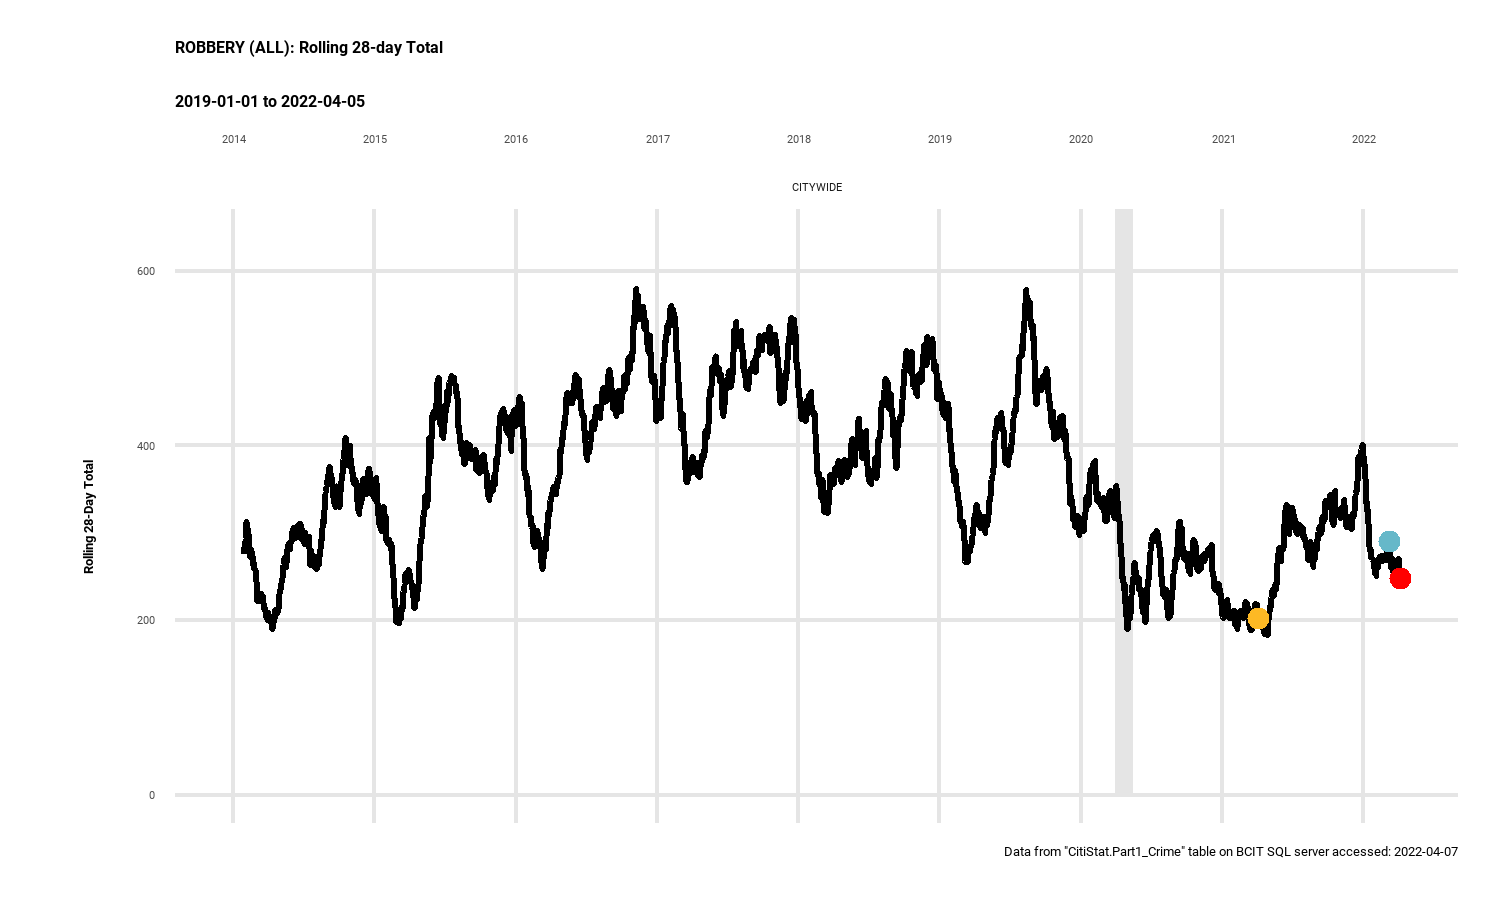 ROBBERY (ALL): Rolling 28-day Total
2019-01-01 to 2022-04-05
2014 2015 2016 2017 2018 2019 2020 2021 2022
CITYWIDE
600
400
200
0
Rolling 28-Day Total
Data from "CitiStat.Part1_Crime" table on BCIT SQL server accessed: 2022-04-07